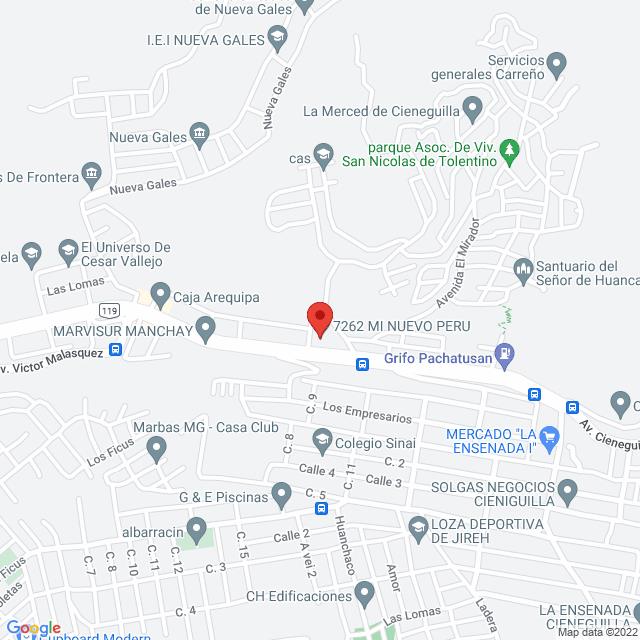 de Nueva Gales
I.E.I NUEVA GALES
Servicios
generales Carreño
Nueva Gales
La Merced de Cieneguilla
Nueva Gales
parque Asoc. De Viv.
San Nicolas de Tolentino
cas
s De Frontera
Nueva Gales
Avenida El Mirador
El Universo De
Cesar Vallejo
ela
Santuario del
Señor de Huanca
Las Lomas
Caja Arequipa
119
7262 MI NUEVO PERU
MARVISUR MANCHAY
Grifo Pachatusan
v. Víctor Malasquez
C. 9
C
Los Empresarios
Av. Cienegui
Marbas MG - Casa Club
C. 8
Colegio Sinai
MERCADO "LA
ENSENADA I"
Los Ficus
C. 2
Calle 4
C. 11
Calle 3
SOLGAS NEGOCIOS
CIENIGUILLA
G & E Piscinas
C. 5
albarracin
Calle 2
Huanchaco
LOZA DEPORTIVA
DE JIREH
Ficus
C. 7
C. 10
C. 11
C. 12
C. 15
A vei 2
Amor
CH Edificaciones
C. 4
Las Lomas
Ladera
LA ENSENADA
CIENEGUILLA
Google
Cupboard Modern
Map data ©2022